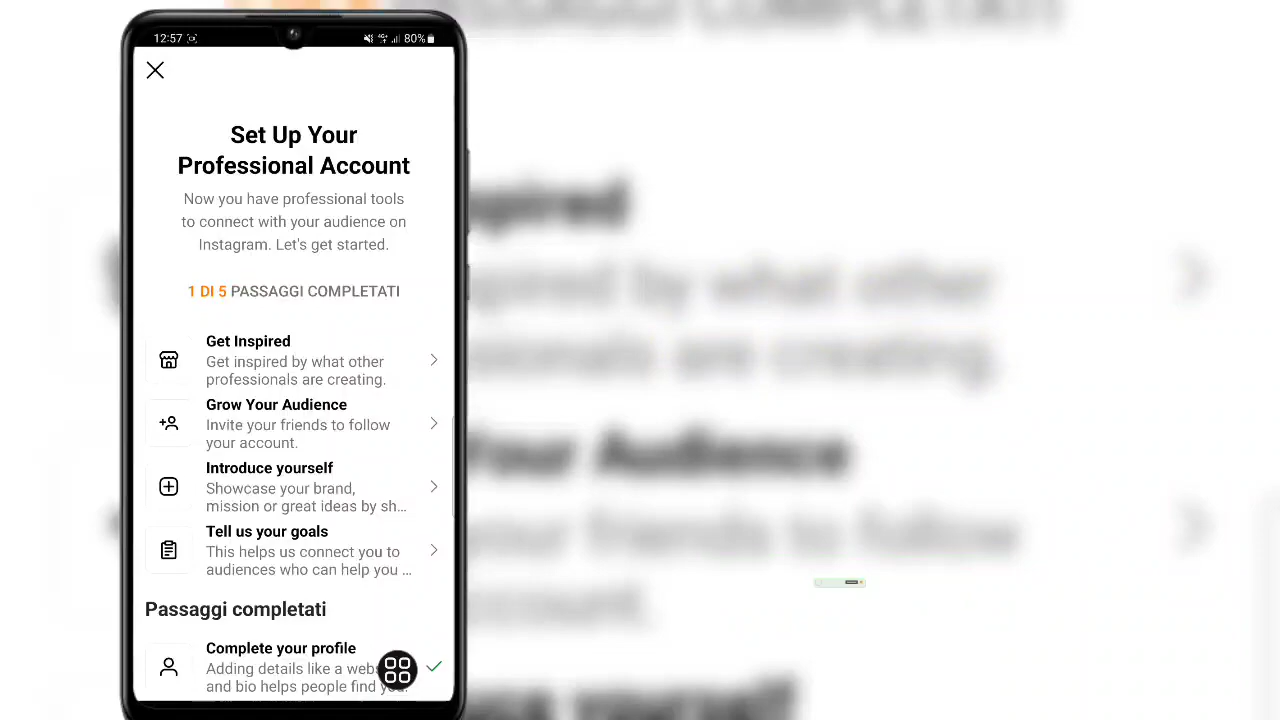 12:57
80%
Set Up Your
Professional Account
Now you have professional tools
to connect with your audience on
Instagram. Let's get started.
1 DI 5 PASSAGGI COMPLETATI
Get Inspired
Get inspired by what other
professionals are creating.
Grow Your Audience
Invite your friends to follow
your account.
Introduce yourself
Showcase your brand,
mission or great ideas by sh...
Tell us your goals
This helps us connect you to
audiences who can help you ...
Passaggi completati
Complete your profile
Adding details like a
and bio helps people find you.